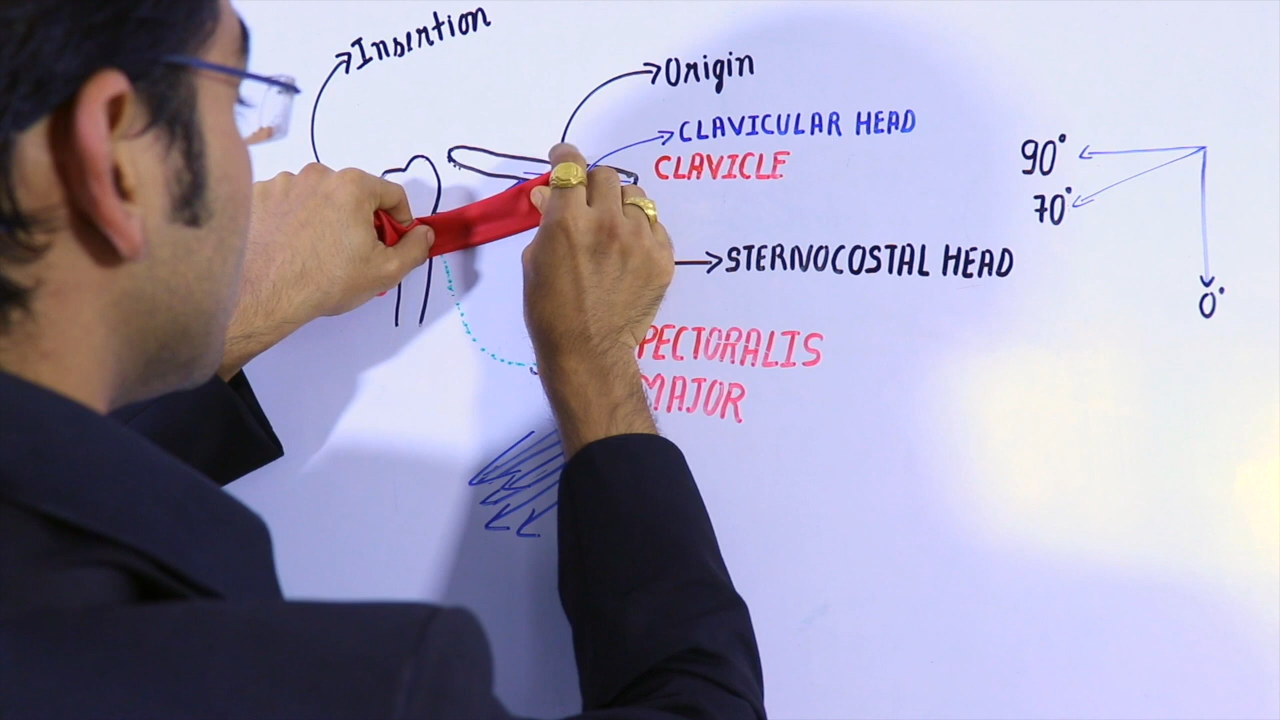 Insertion
Origin
CLAVICULAR HEAD
CLAVICLE
90°
70°
STERNOCOSTAL HEAD
0°
PECTORALIS
MAJOR